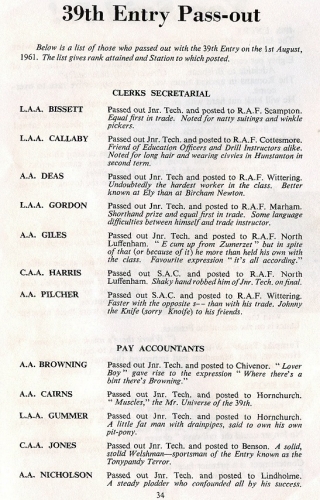 39th Entry Pass-out
Below is a list of those who passed out with the 39th Entry on the 1st August,
1961. The list gives rank attained and Station to which posted.
CLERKS SECRETARIAL
L.A.A. BISSETT Passed out Jnr. Tech. and posted to R.A.F. Scampton.
Equal first in trade. Noted for natty suitings and winkle
pickers.
L.A.A. CALLABY Passed out Jnr. Tech. and posted to R.A.F. Cottesmore.
Friend of Education Officers and Drill Instructors alike.
Noted for long hair and wearing civvies in Hunstanton in
second term.
A.A. DEAS Passed out Jnr. Tech and posted to R.A.F. Wittering.
Undoubtedly the hardest worker in the class. Better
known at Ely than at Bircham Newton.
L.A.A. GORDON Passed out Jnr. Tech. and posted to R.A.F. Marham.
Shorthand prize and equal first in trade. Some language
difficulties between himself and trade instructor.
A.A. GILES Passed out Jnr. Tech. and posted to R.A.F. North
Luffenham. " E cum up from Zumerzet " but in spite
of that (or because of it) he more than held his own with
the class. Favourite expression " it's all according."
C.A.A. HARRIS Passed out S.A.C. and posted to R.A.F. North
Luffenham. Shaky hand robbed him of Jnr. Tech. on final.
A.A. PILCHER Passed out S.A.C. and posted to R.A.F. Wittering.
Faster with the opposite s-- than with his trade. Johnny
the Knife (sorry Knoife) to his friends.
PAY ACCOUNTANTS
A.A. BROWNING Passed out Jnr. Tech. and posted to Chivenor. " Lover
Boy " gave rise to the expression " Where there's a
bint there's Browning."
A.A. CAIRNS Passed out Jnr. Tech. and posted to Hornchurch.
" Muscles," the Mr. Universe of the 39th.
L.A.A. GUMMER Passed out Jnr. Tech. and posted to Hornchurch.
A little fat man with drainpipes, said to own his own
pit-pony.
C.A.A. JONES Passed out Jnr. Tech. and posted to Benson. A solid,
stolid Welshman—sportsman of the Entry known as the
Tonypandy Terror.
A.A. NICHOLSON Passed out Jnr. Tech. and posted to Lindholme.
A steady plodder who confounded all by his success.
34